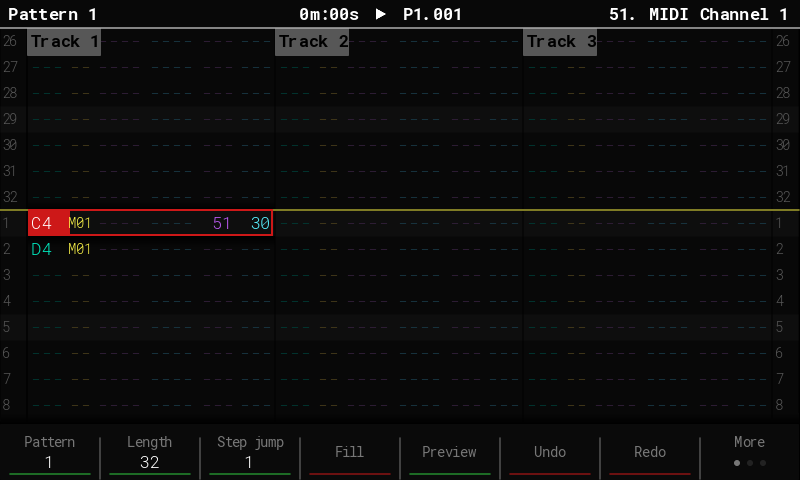 Pattern 1 0m:00s ▶ P1.001 51. MIDI Channel 1
26 Track 1 --- -- -- -- Track 2 --- -- -- -- Track 3 --- -- -- -- 26
27 27
28 28
29 29
30 30
31 31
32 32
1 C4 M01 51 30 1
2 D4 M01 2
3 3
4 4
5 5
6 6
7 7
8 8
Pattern Length Step jump Fill Preview Undo Redo More
1 32 1